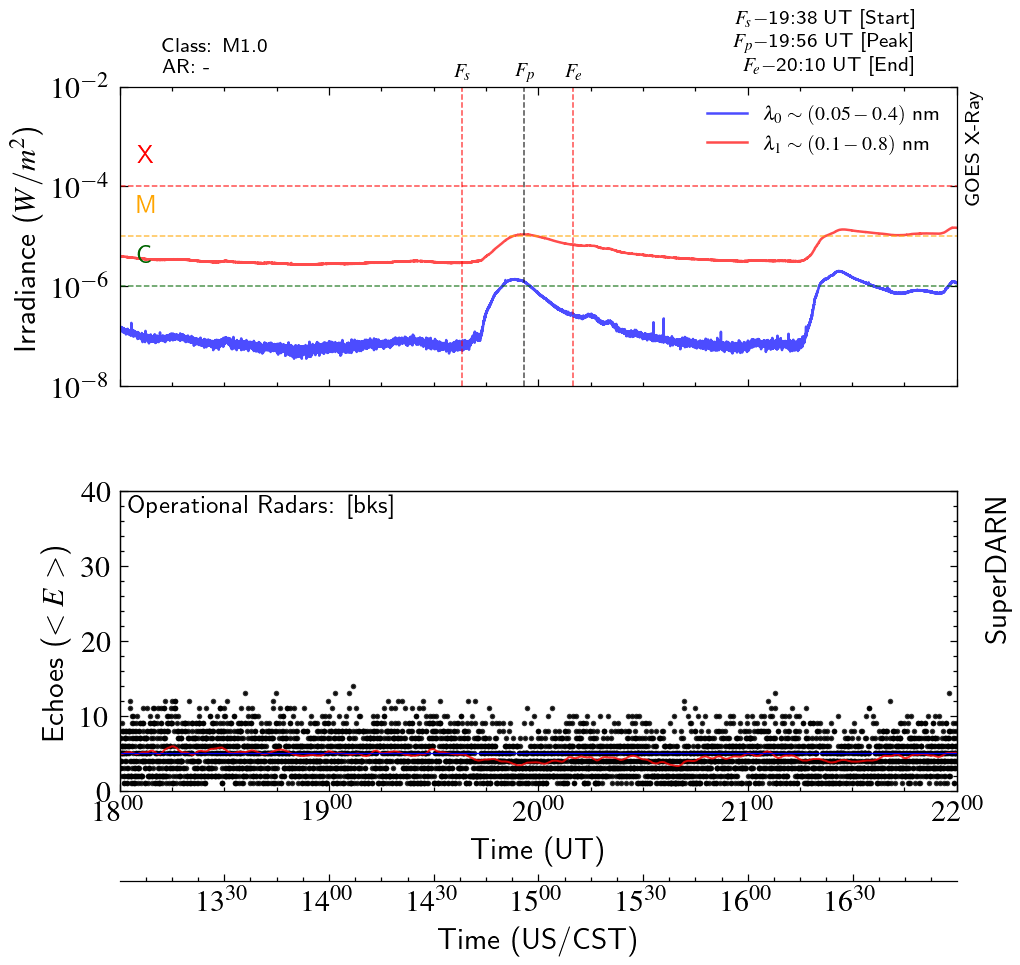 Class: M1.0
AR: -
F_s−19:38 UT [Start]
F_p−19:56 UT [Peak]
F_e−20:10 UT [End]
F_s F_p F_e
10^−2
10^−4
10^−6
10^−8
Irradiance (W/m^2)
X
M
C
λ_0 ∼ (0.05 − 0.4) nm
λ_1 ∼ (0.1 − 0.8) nm
GOES X-Ray
Operational Radars: [bks]
40
30
20
10
0
Echoes (< E >)
SuperDARN
18^00 19^00 20^00 21^00 22^00
Time (UT)
13^30 14^00 14^30 15^00 15^30 16^00 16^30
Time (US/CST)